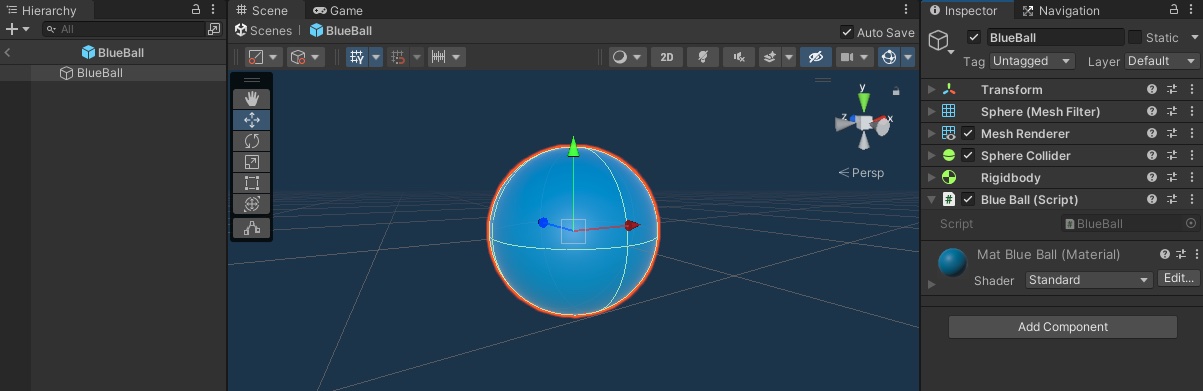 Hierarchy
All
BlueBall
BlueBall
Scene
Game
Scenes
BlueBall
Auto Save
2D
y
z
x
Persp
Inspector
Navigation
BlueBall
Static
Tag
Untagged
Layer
Default
Transform
Sphere (Mesh Filter)
Mesh Renderer
Sphere Collider
Rigidbody
Blue Ball (Script)
Script
BlueBall
Mat Blue Ball (Material)
Shader
Standard
Edit...
Add Component